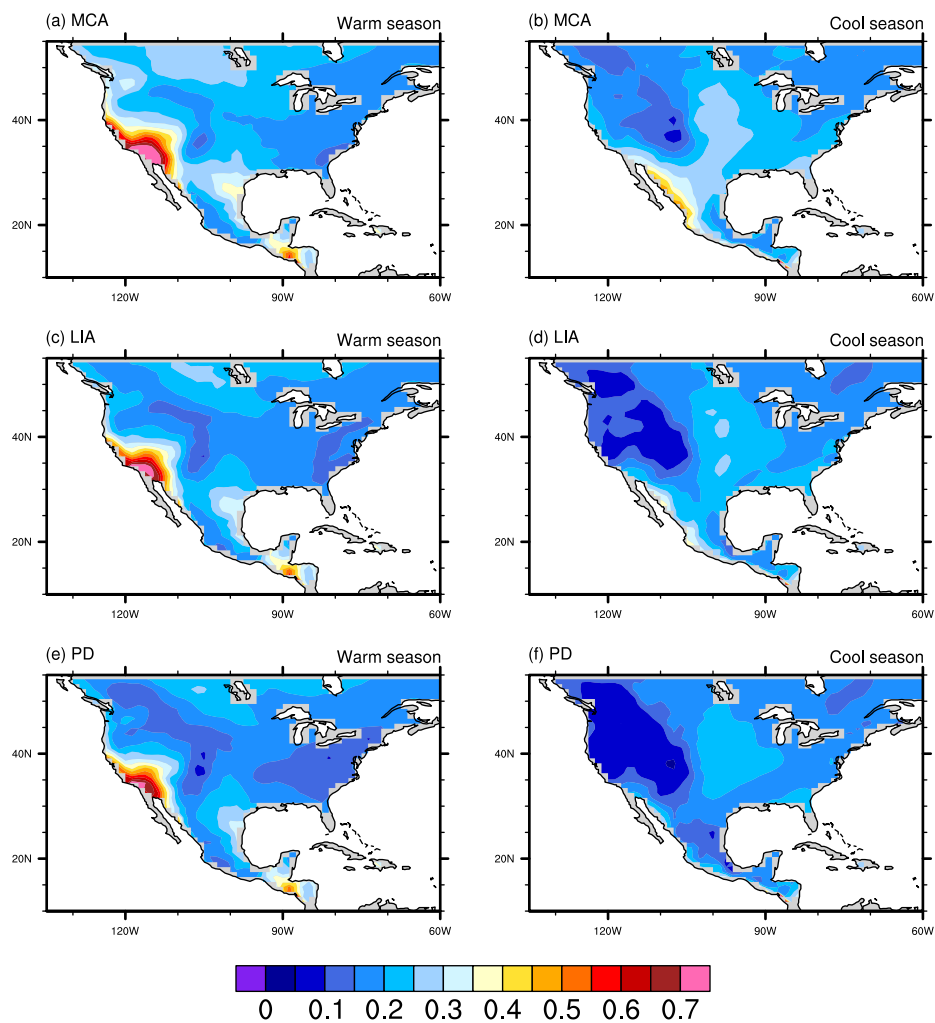 (a) MCA Warm season
(b) MCA Cool season
40N
20N
120W 90W 60W
40N
20N
120W 90W 60W
(c) LIA Warm season
(d) LIA Cool season
40N
20N
120W 90W 60W
40N
20N
120W 90W 60W
(e) PD Warm season
(f) PD Cool season
40N
20N
120W 90W 60W
40N
20N
120W 90W 60W
0 0.1 0.2 0.3 0.4 0.5 0.6 0.7